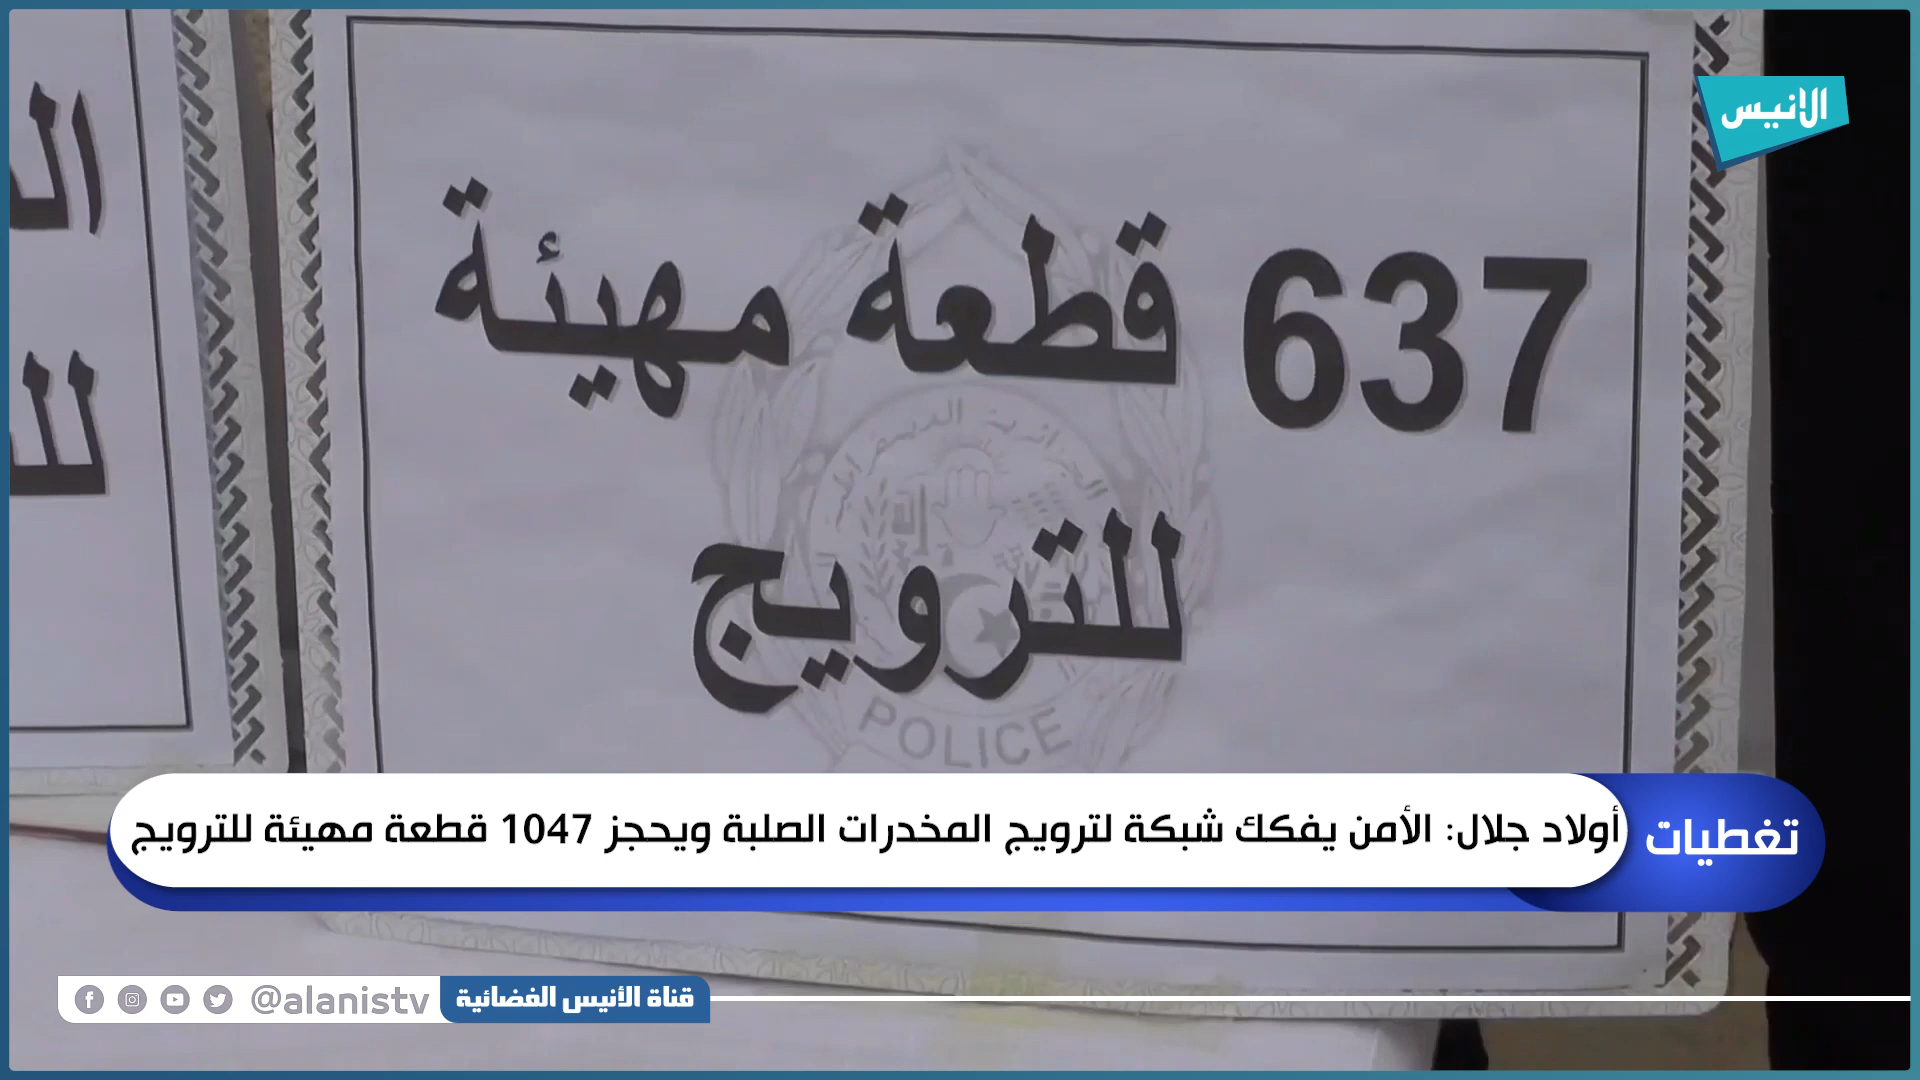 الانيس
637 قطعة مهيئة
للترويج
POLICE
تغطيات
أولاد جلال: الأمن يفكك شبكة لترويج المخدرات الصلبة ويحجز 1047 قطعة مهيئة للترويج
@alanistv قناة الأنيس الفضائية